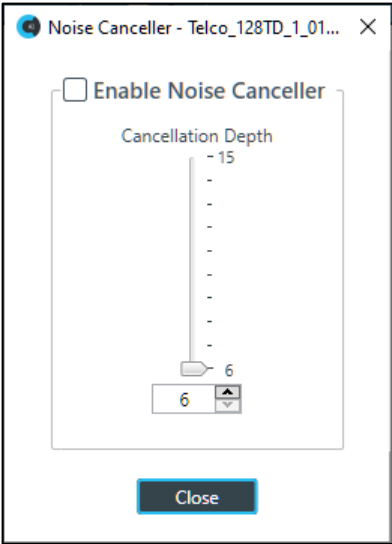 Noise Canceller - Telco_128TD_1_01...
Enable Noise Canceller
Cancellation Depth
15
6
6
Close